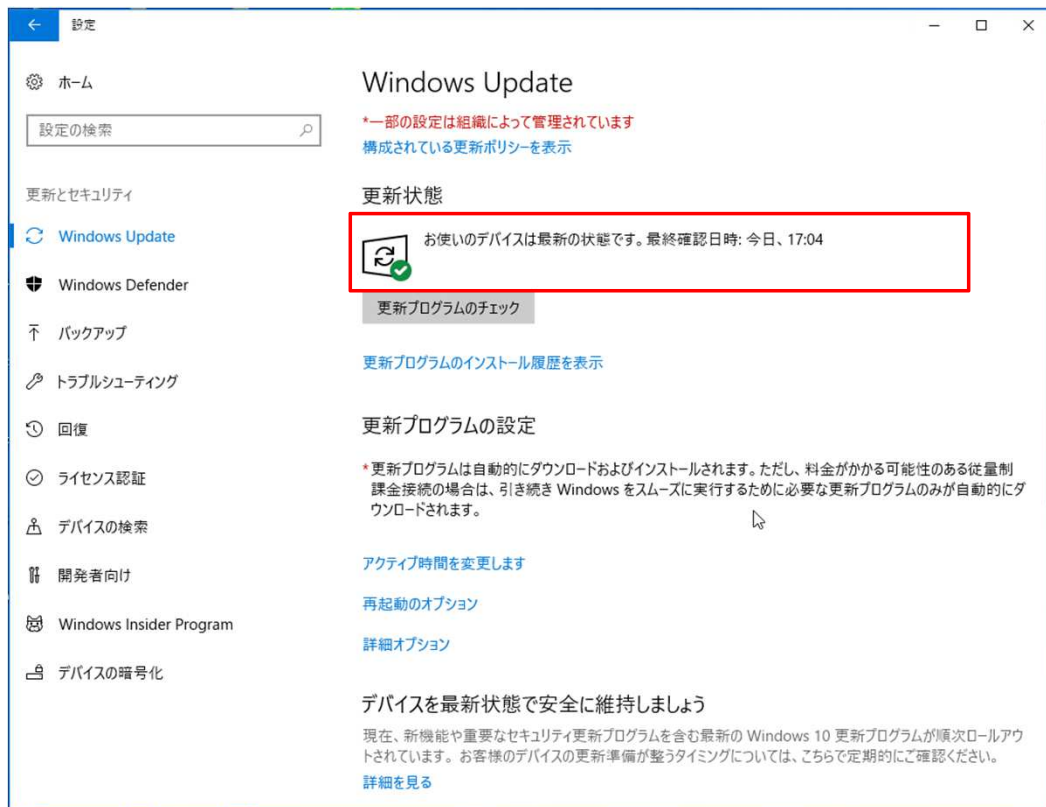 設定
ホーム
設定の検索
更新とセキュリティ
Windows Update
Windows Defender
バックアップ
トラブルシューティング
回復
ライセンス認証
デバイスの検索
開発者向け
Windows Insider Program
デバイスの暗号化
Windows Update
*一部の設定は組織によって管理されています
構成されている更新ポリシーを表示
更新状態
お使いのデバイスは最新の状態です。最終確認日時: 今日、17:04
更新プログラムのチェック
更新プログラムのインストール履歴を表示
更新プログラムの設定
*更新プログラムは自動的にダウンロードおよびインストールされます。ただし、料金がかかる可能性のある従量制
課金接続の場合は、引き続き Windows をスムーズに実行するために必要な更新プログラムのみが自動的にダ
ウンロードされます。
アクティブ時間を変更します
再起動のオプション
詳細オプション
デバイスを最新状態で安全に維持しましょう
現在、新機能や重要なセキュリティ更新プログラムを含む最新の Windows 10 更新プログラムが順次ロールアウ
トされています。お客様のデバイスの更新準備が整うタイミングについては、こちらで定期的にご確認ください。
詳細を見る